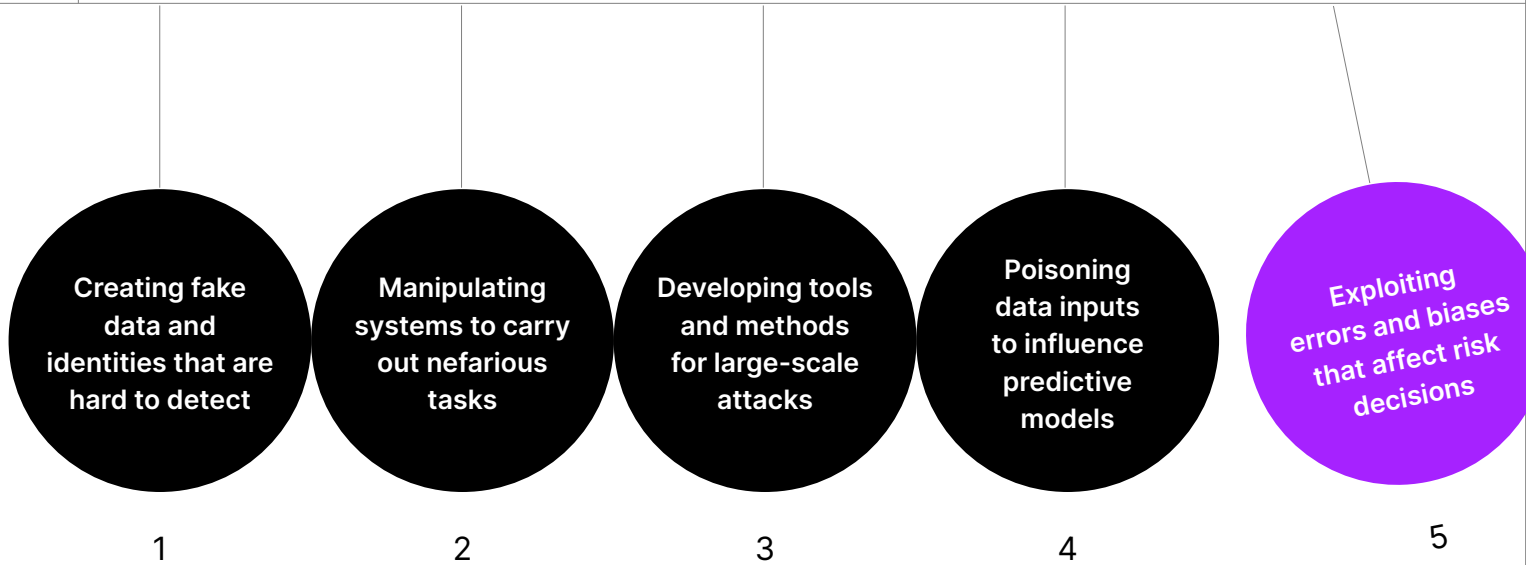 Creating fake
data and
identities that are
hard to detect
Manipulating
systems to carry
out nefarious
tasks
Developing tools
and methods
for large-scale
attacks
Poisoning
data inputs
to influence
predictive
models
Exploiting
errors and biases
that affect risk
decisions
1
2
3
4
5